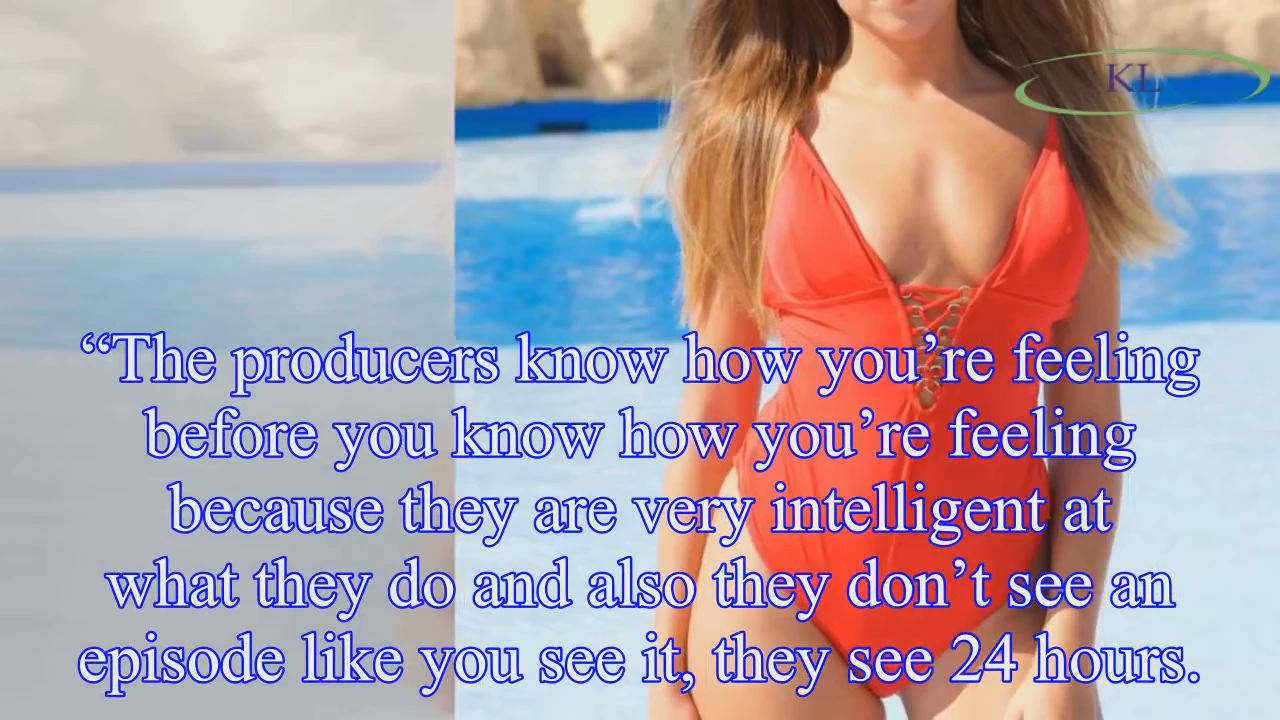 KL
“The producers know how you’re feeling
before you know how you’re feeling
because they are very intelligent at
what they do and also they don’t see an
episode like you see it, they see 24 hours.